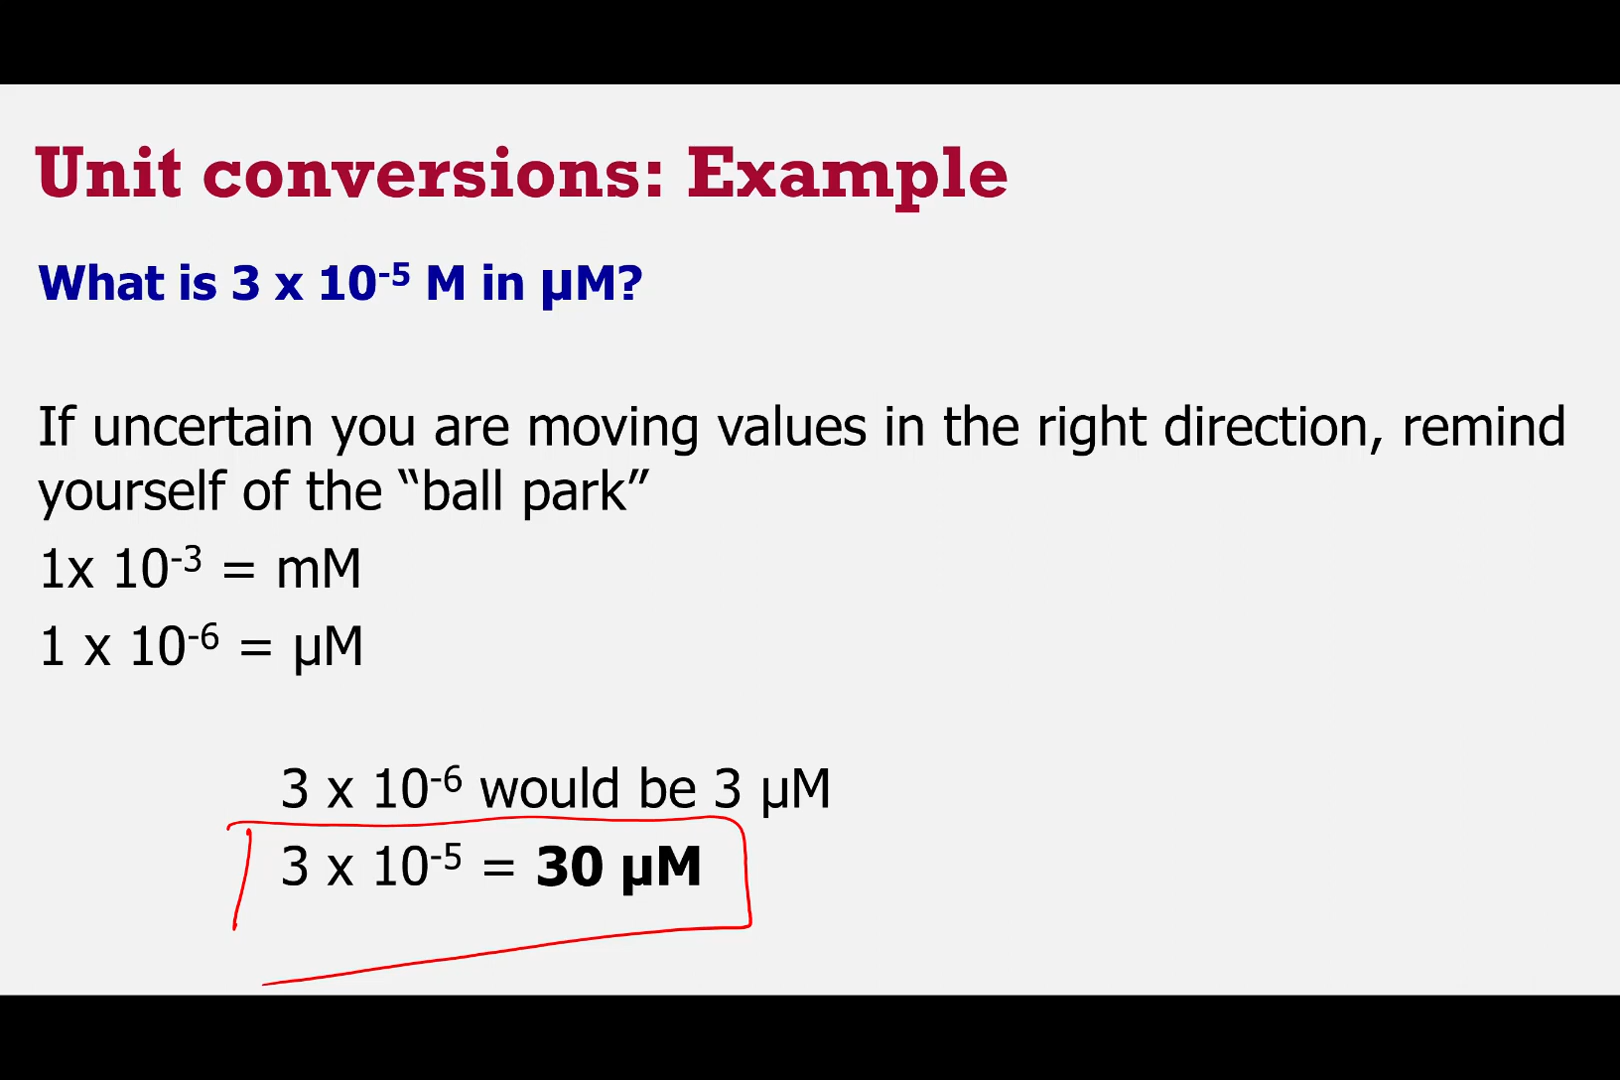 Unit conversions: Example
What is 3 x 10⁻⁵ M in µM?
If uncertain you are moving values in the right direction, remind
yourself of the “ball park”
1x 10⁻³ = mM
1 x 10⁻⁶ = µM
3 x 10⁻⁶ would be 3 µM
3 x 10⁻⁵ = 30 µM